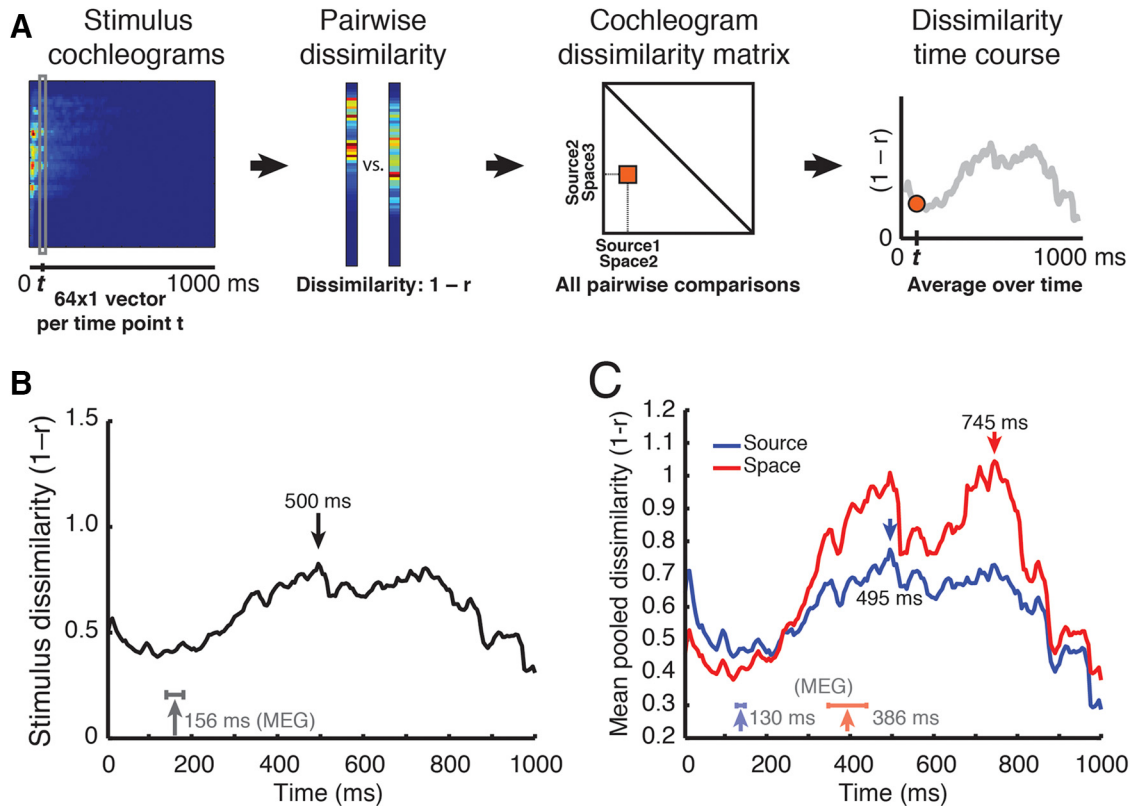 A
Stimulus
cochleograms
Pairwise
dissimilarity
Cochleogram
dissimilarity matrix
Dissimilarity
time course
0 t 1000 ms
64x1 vector
per time point t
vs.
Dissimilarity: 1 – r
Source2
Space3
Source1
Space2
All pairwise comparisons
(1 – r)
0
0 t 1000 ms
Average over time
B
Stimulus dissimilarity (1–r)
1.5
1.0
0.5
0
500 ms
156 ms (MEG)
0 200 400 600 800 1000
Time (ms)
C
Mean pooled dissimilarity (1-r)
1.2
1.1
1
0.9
0.8
0.7
0.6
0.5
0.4
0.3
0.2
Source
Space
745 ms
495 ms
(MEG)
130 ms
386 ms
0 200 400 600 800 1000
Time (ms)